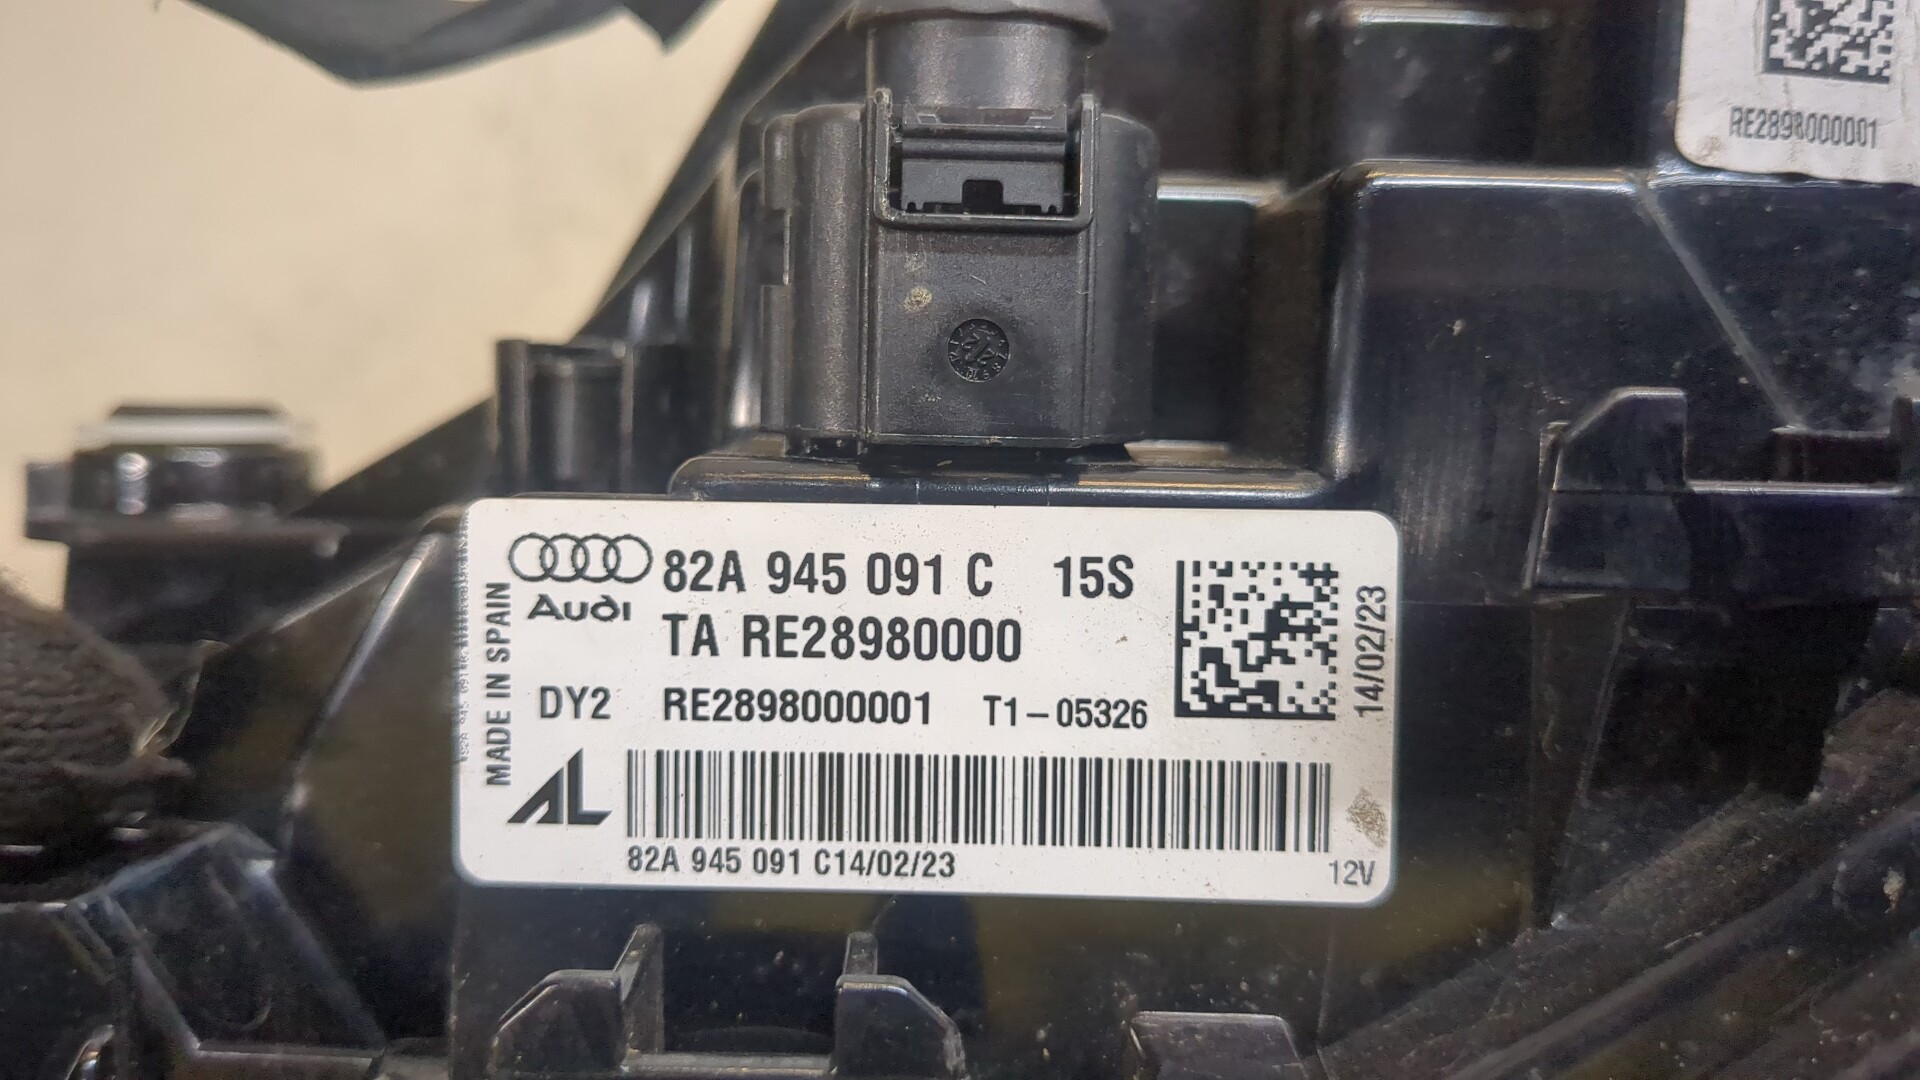 RE2898000001
Audi
82A 945 091 C 15S
TA RE28980000
DY2 RE2898000001 T1-05326
MADE IN SPAIN
14/02/23
AL
82A 945 091 C14/02/23
12V